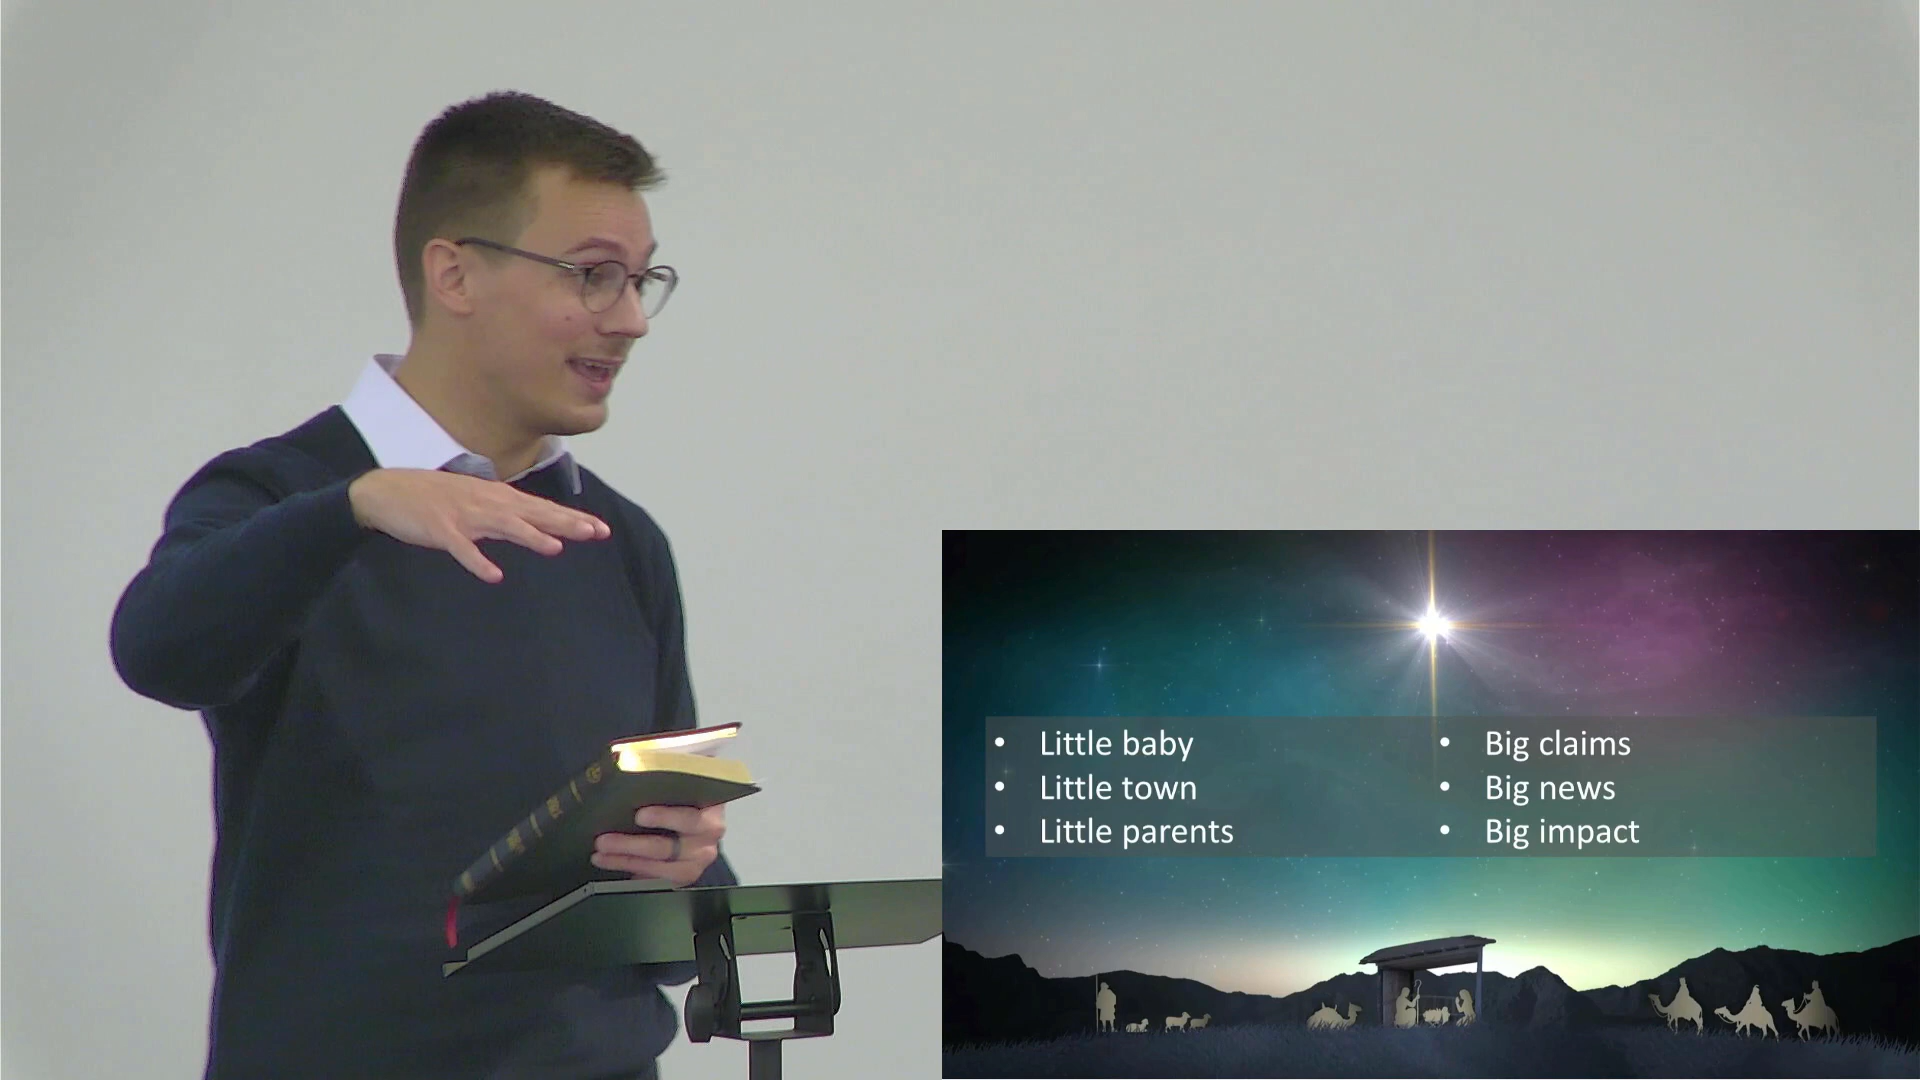 Little baby
Little town
Little parents
Big claims
Big news
Big impact